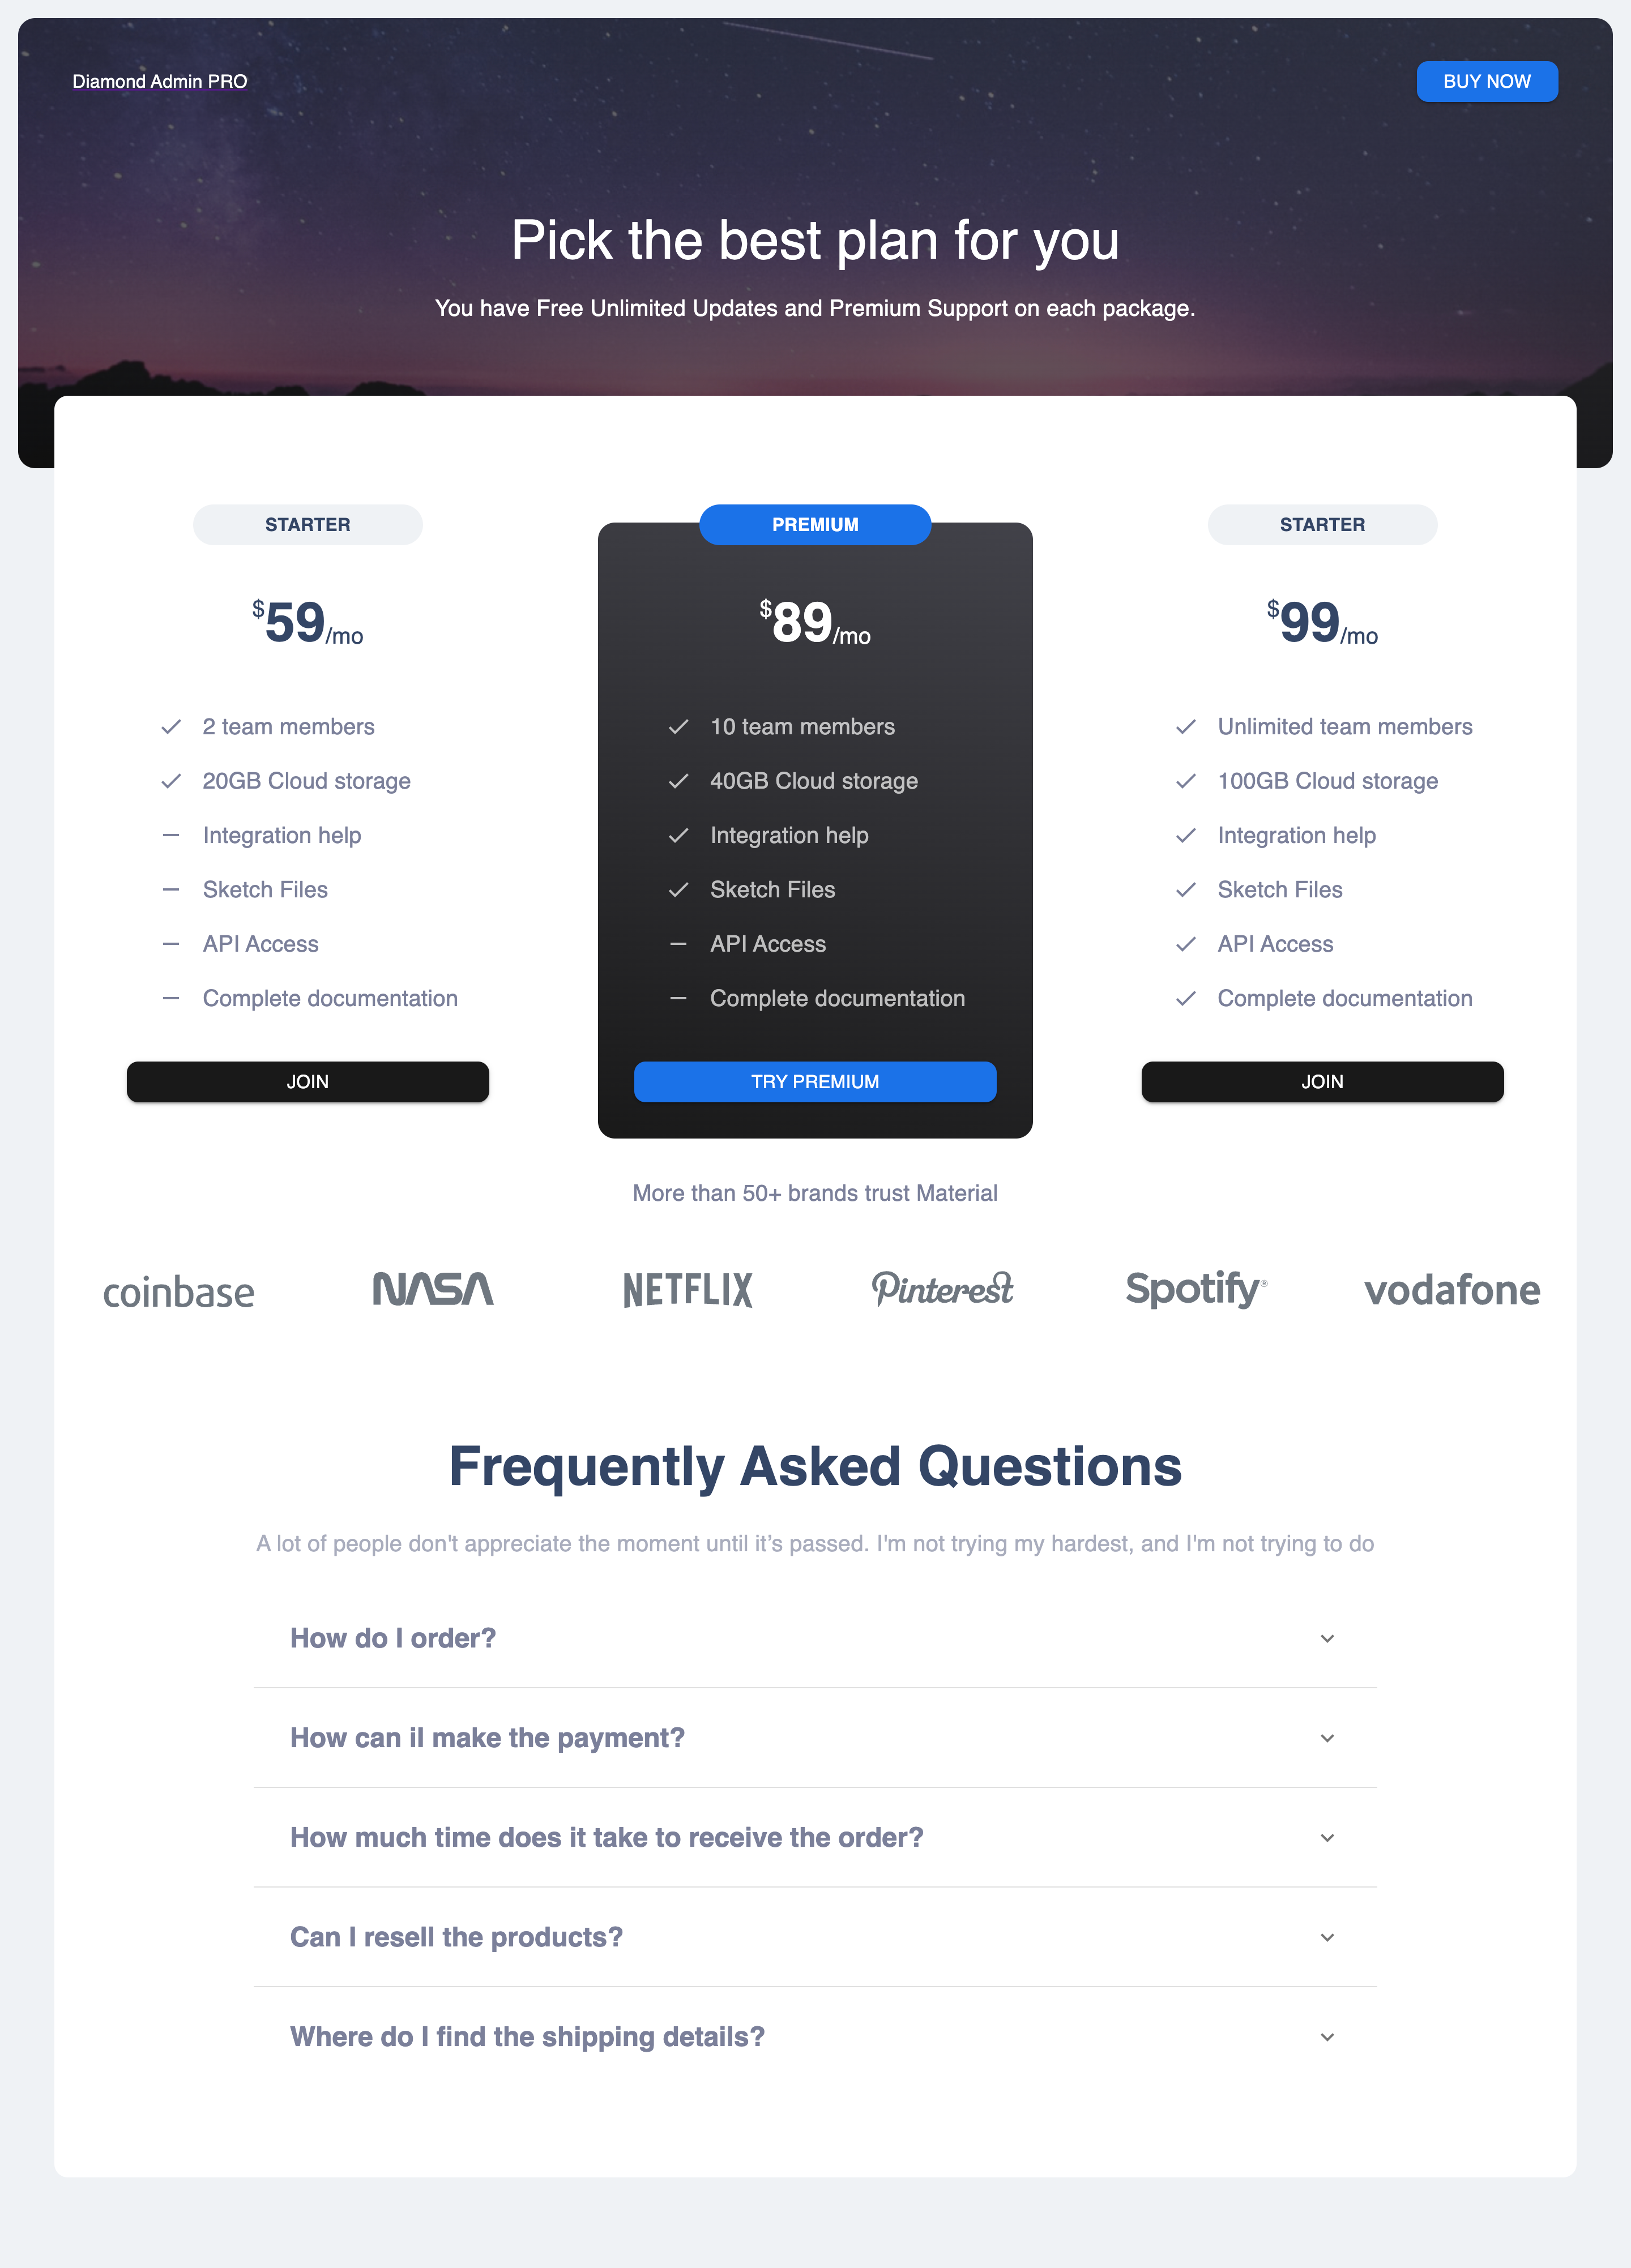 Diamond Admin PRO
BUY NOW
Pick the best plan for you
You have Free Unlimited Updates and Premium Support on each package.
STARTER
$59/mo
2 team members
20GB Cloud storage
Integration help
Sketch Files
API Access
Complete documentation
JOIN
PREMIUM
$89/mo
10 team members
40GB Cloud storage
Integration help
Sketch Files
API Access
Complete documentation
TRY PREMIUM
STARTER
$99/mo
Unlimited team members
100GB Cloud storage
Integration help
Sketch Files
API Access
Complete documentation
JOIN
More than 50+ brands trust Material
coinbase
NASA
NETFLIX
Pinterest
Spotify®
vodafone
Frequently Asked Questions
A lot of people don't appreciate the moment until it’s passed. I'm not trying my hardest, and I'm not trying to do
How do I order?
How can il make the payment?
How much time does it take to receive the order?
Can I resell the products?
Where do I find the shipping details?